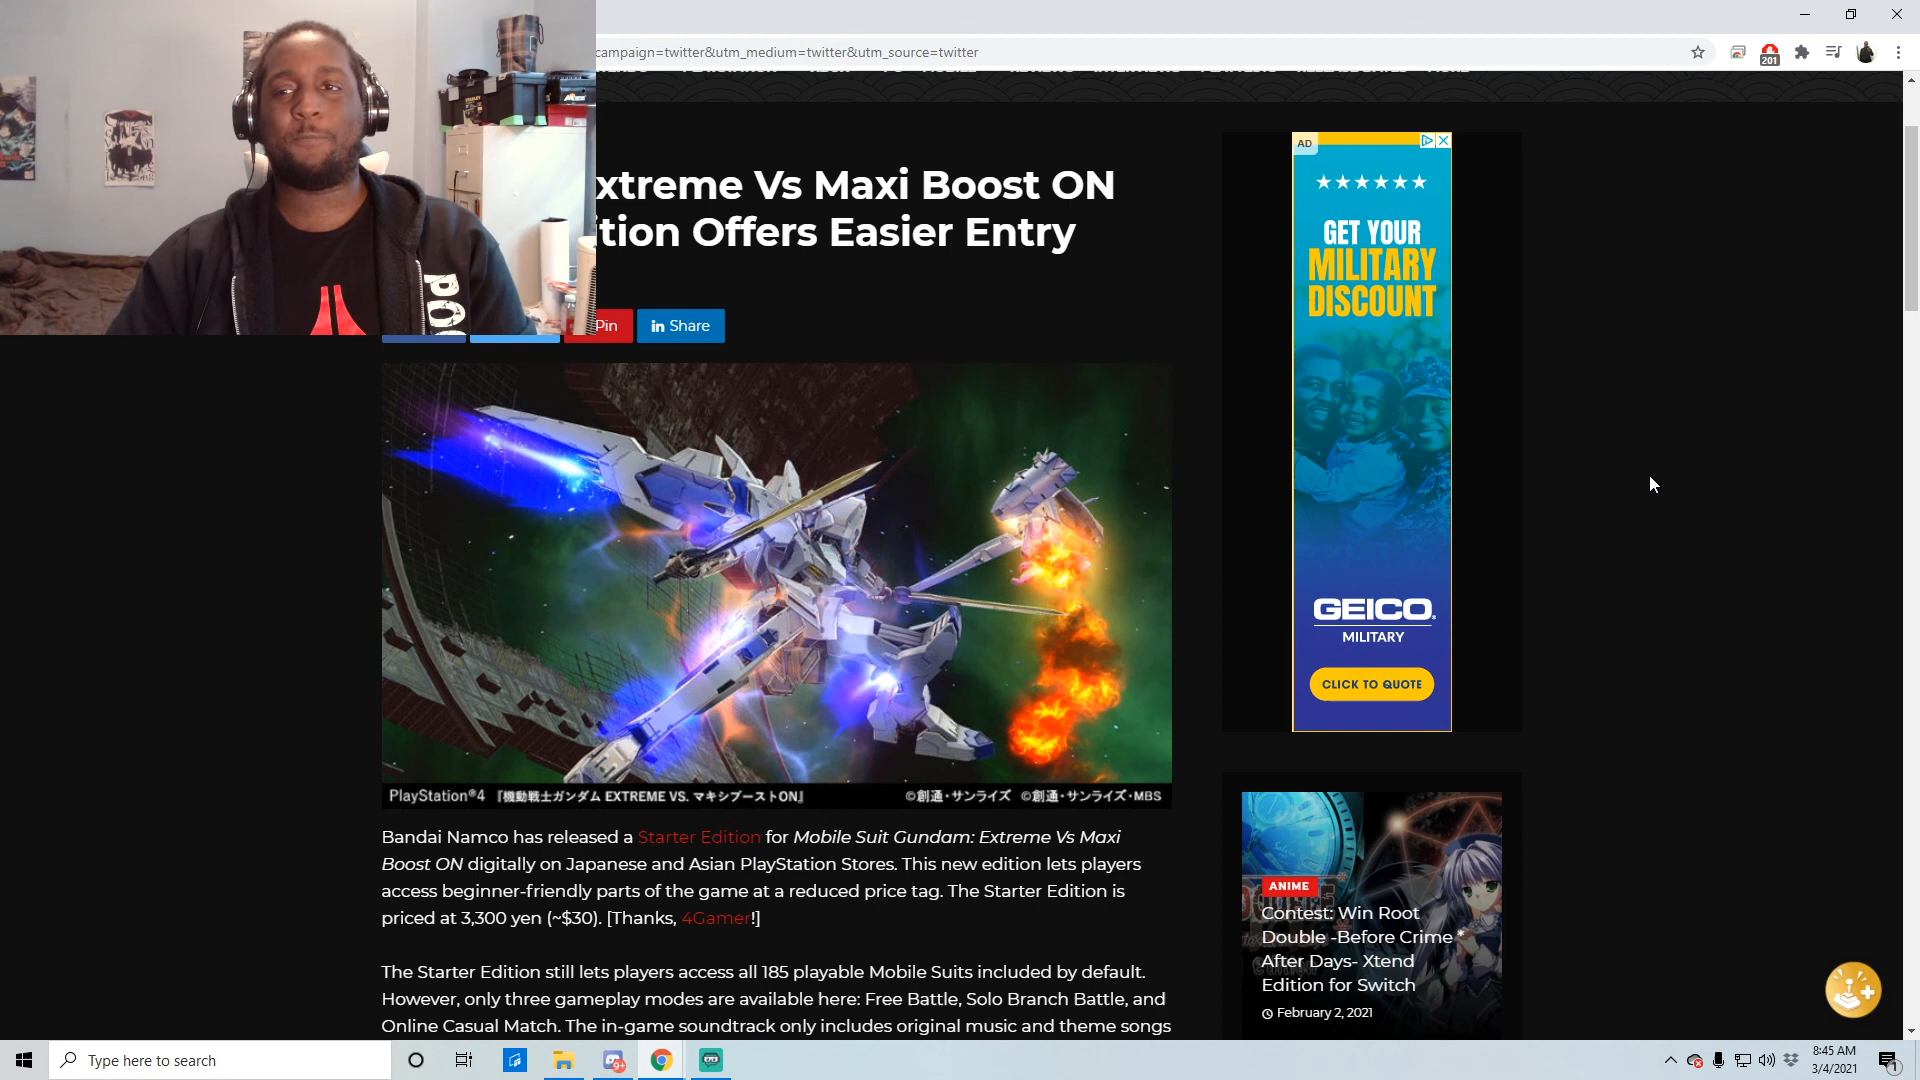 campaign=twitter&utm_medium=twitter&utm_source=twitter
201
xtreme Vs Maxi Boost ON
tion Offers Easier Entry
Pin
in Share
POD
AD
GET YOUR
MILITARY
DISCOUNT
GEICO
MILITARY
CLICK TO QUOTE
PlayStation®4 『機動戦士ガンダム EXTREME VS. マキシブーストON』
©創通・サンライズ ©創通・サンライズ・MBS
Bandai Namco has released a Starter Edition for Mobile Suit Gundam: Extreme Vs Maxi
Boost ON digitally on Japanese and Asian PlayStation Stores. This new edition lets players
access beginner-friendly parts of the game at a reduced price tag. The Starter Edition is
priced at 3,300 yen (~$30). [Thanks, 4Gamer!]
The Starter Edition still lets players access all 185 playable Mobile Suits included by default.
However, only three gameplay modes are available here: Free Battle, Solo Branch Battle, and
Online Casual Match. The in-game soundtrack only includes original music and theme songs
ANIME
Contest: Win Root
Double -Before Crime *
After Days- Xtend
Edition for Switch
February 2, 2021
Type here to search
9+
8:45 AM
3/4/2021
1